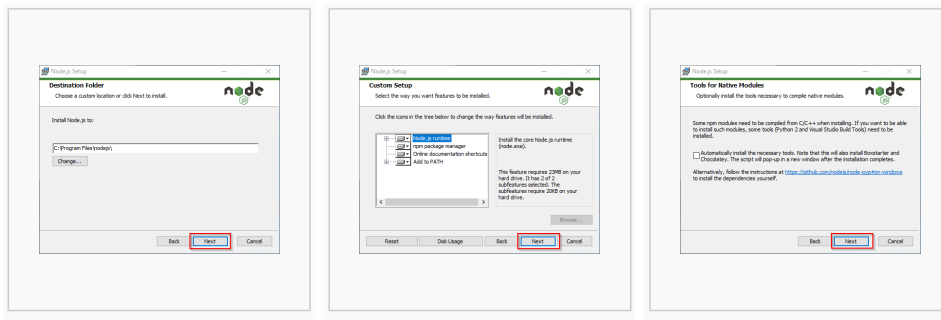 Node.js Setup
Destination Folder
Choose a custom location or click Next to install.
node
JS
Install Node.js to:
C:\Program Files\nodejs\
Change...
Back
Next
Cancel
Node.js Setup
Custom Setup
Select the way you want features to be installed.
node
JS
Click the icons in the tree below to change the way features will be installed.
Node.js runtime
npm package manager
Online documentation shortcuts
Add to PATH
Install the core Node.js runtime
(node.exe).
This feature requires 23MB on your
hard drive. It has 2 of 2
subfeatures selected. The
subfeatures require 20KB on your
hard drive.
Browse...
Reset
Disk Usage
Back
Next
Cancel
Node.js Setup
Tools for Native Modules
Optionally install the tools necessary to compile native modules.
node
JS
Some npm modules need to be compiled from C/C++ when installing. If you want to be able
to install such modules, some tools (Python 2 and Visual Studio Build Tools) need to be
installed.
Automatically install the necessary tools. Note that this will also install Boxstarter and
Chocolatey. The script will pop-up in a new window after the installation completes.
Alternatively, follow the instructions at https://github.com/nodejs/node-gyp#on-windows
to install the dependencies yourself.
Back
Next
Cancel